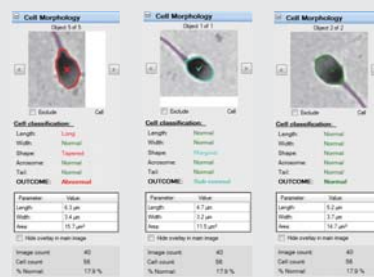 Cell Morphology
Object 5 of 5
Exclude Cell
Cell classification:
Length: Long
Width: Normal
Shape: Tapered
Acrosome: Normal
Tail: Normal
OUTCOME: Abnormal
Parameter Value
Length 6.3 µm
Width 3.4 µm
Area 15.7 µm²
Hide overlay in main image
Image count: 40
Cell count: 56
% Normal: 17.9 %
Cell Morphology
Object 1 of 1
Exclude Cell
Cell classification:
Length: Normal
Width: Normal
Shape: Marginal
Acrosome: Normal
Tail: Normal
OUTCOME: Sub-normal
Parameter Value
Length 4.7 µm
Width 3.2 µm
Area 11.5 µm²
Hide overlay in main image
Image count: 40
Cell count: 56
% Normal: 17.9 %
Cell Morphology
Object 2 of 2
Exclude Cell
Cell classification:
Length: Normal
Width: Normal
Shape: Normal
Acrosome: Normal
Tail: Normal
OUTCOME: Normal
Parameter Value
Length 5.0 µm
Width 3.7 µm
Area 14.7 µm²
Hide overlay in main image
Image count: 40
Cell count: 56
% Normal: 17.9 %